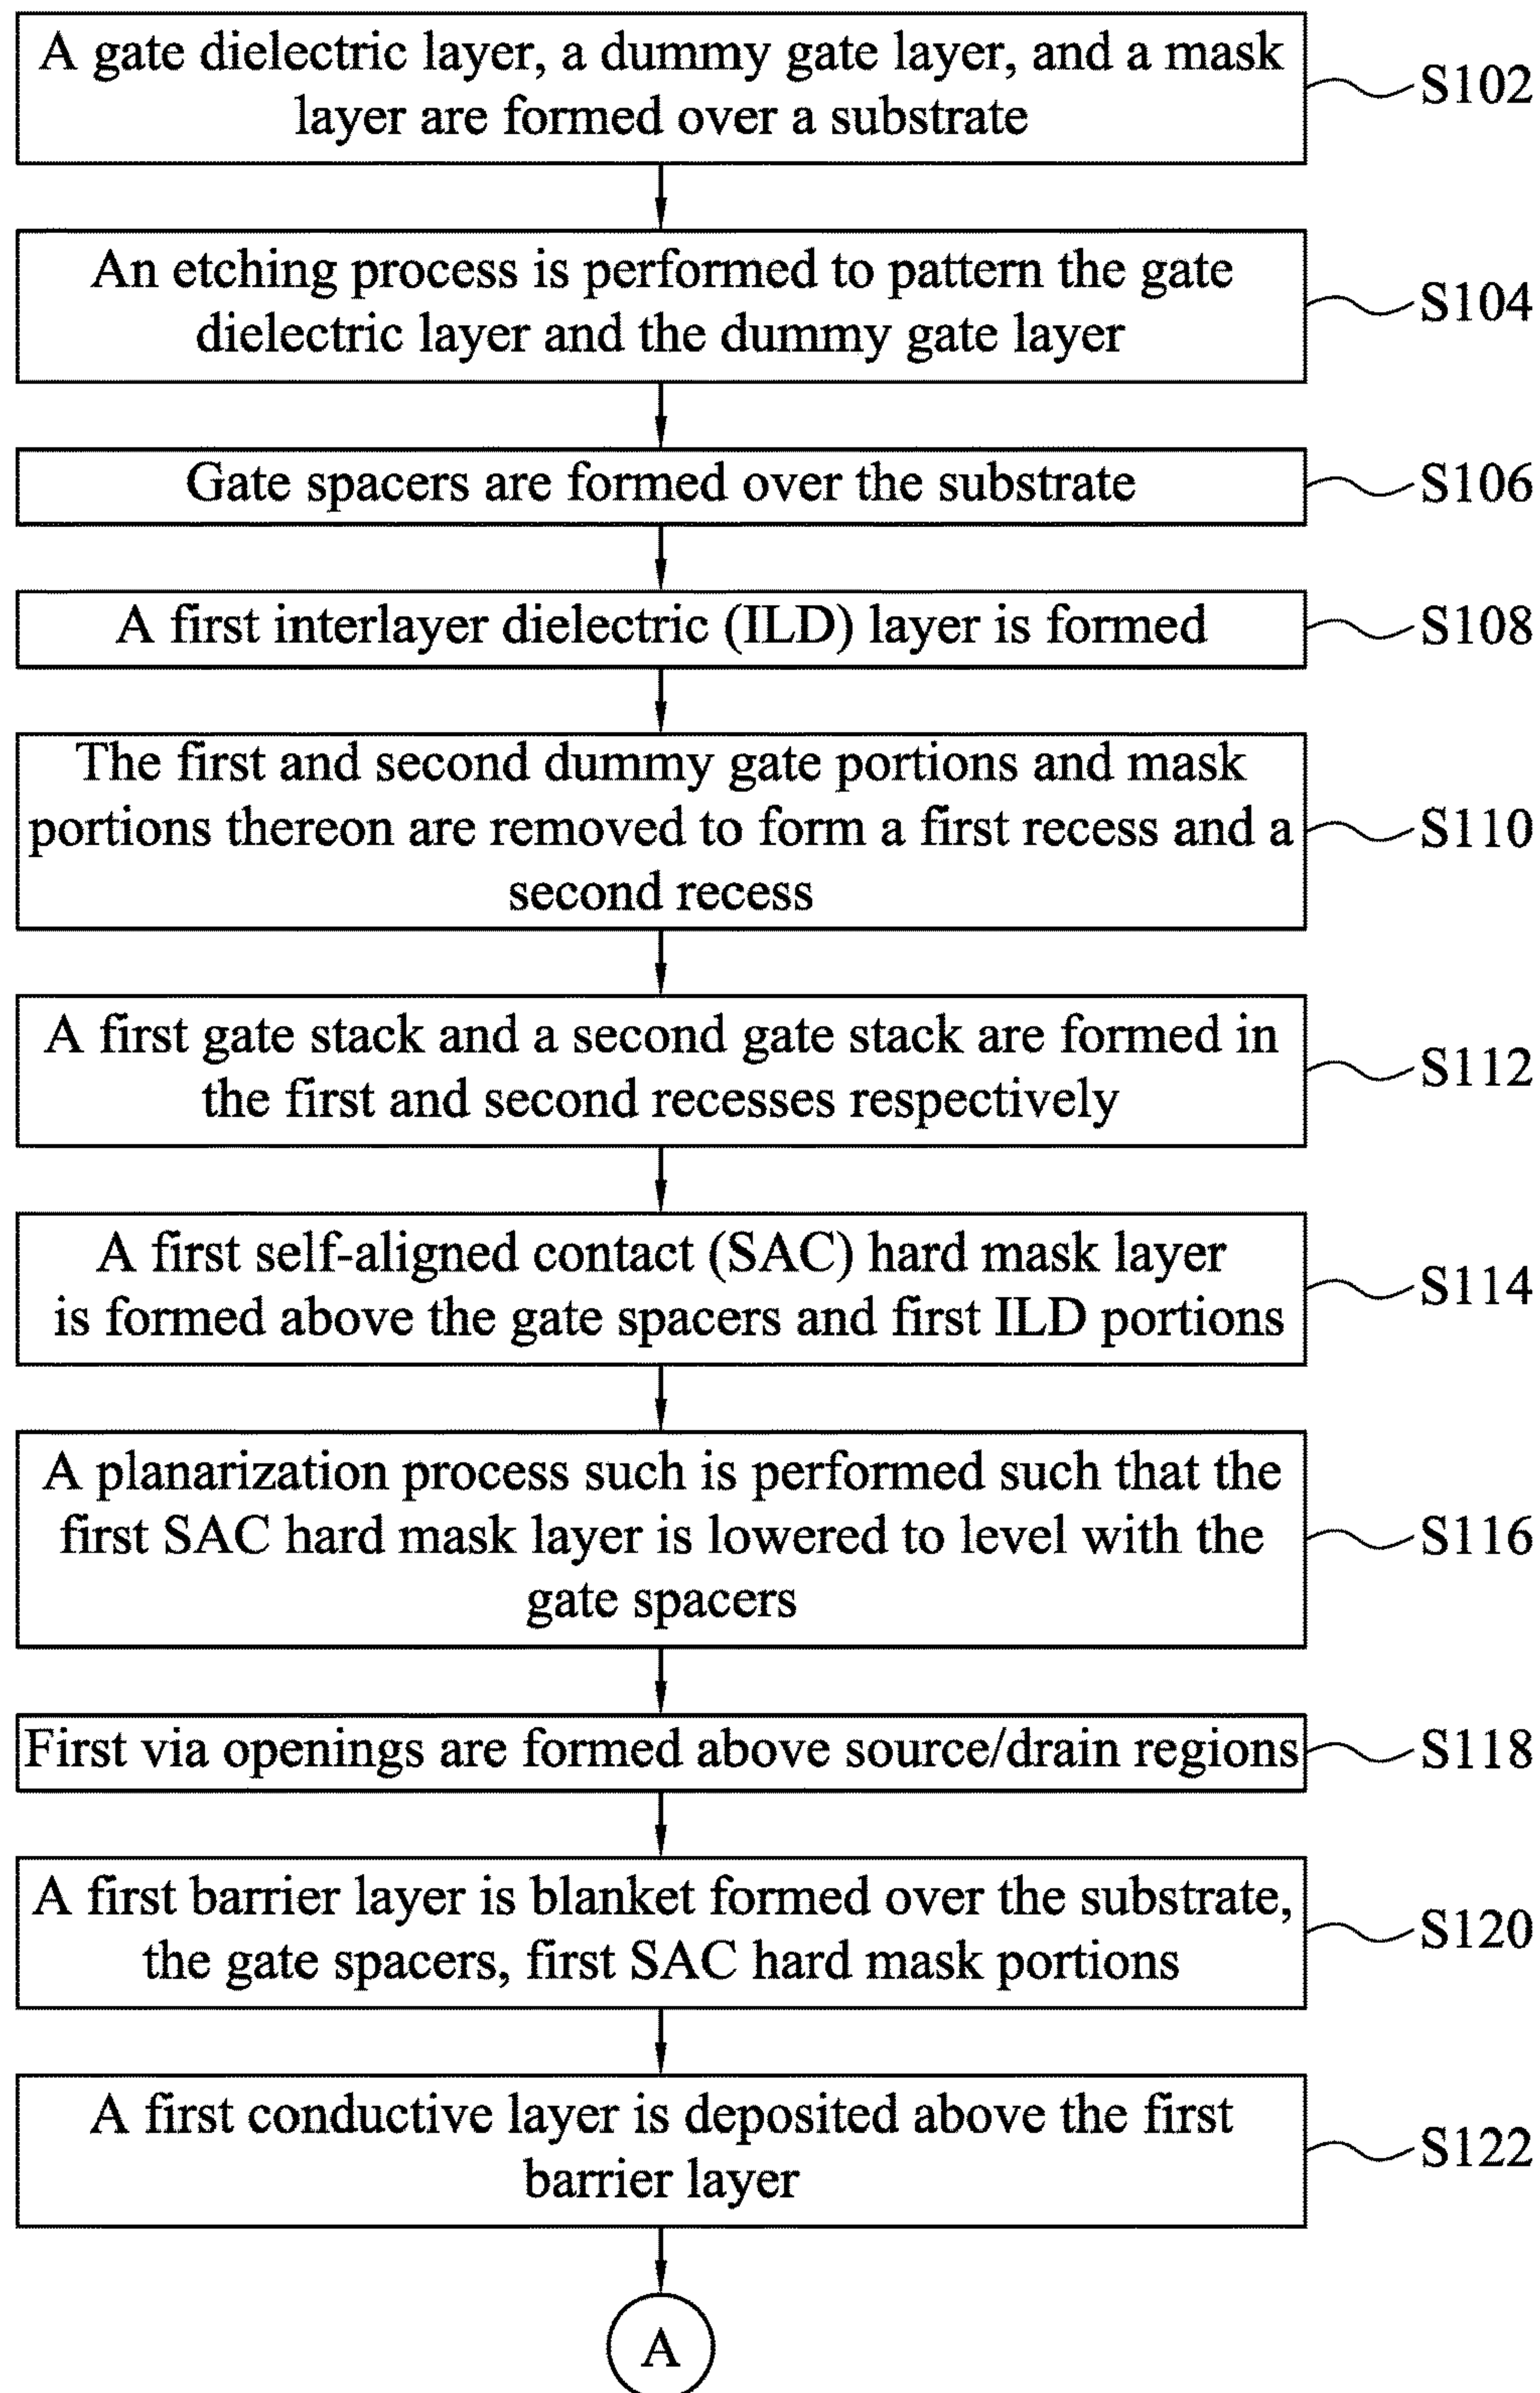 A gate dielectric layer, a dummy gate layer, and a mask
layer are formed over a substrate
S102
An etching process is performed to pattern the gate
dielectric layer and the dummy gate layer
S104
Gate spacers are formed over the substrate
S106
A first interlayer dielectric (ILD) layer is formed
S108
The first and second dummy gate portions and mask
portions thereon are removed to form a first recess and a
second recess
S110
A first gate stack and a second gate stack are formed in
the first and second recesses respectively
S112
A first self-aligned contact (SAC) hard mask layer
is formed above the gate spacers and first ILD portions
S114
A planarization process such is performed such that the
first SAC hard mask layer is lowered to level with the
gate spacers
S116
First via openings are formed above source/drain regions
S118
A first barrier layer is blanket formed over the substrate,
the gate spacers, first SAC hard mask portions
S120
A first conductive layer is deposited above the first
barrier layer
S122
A